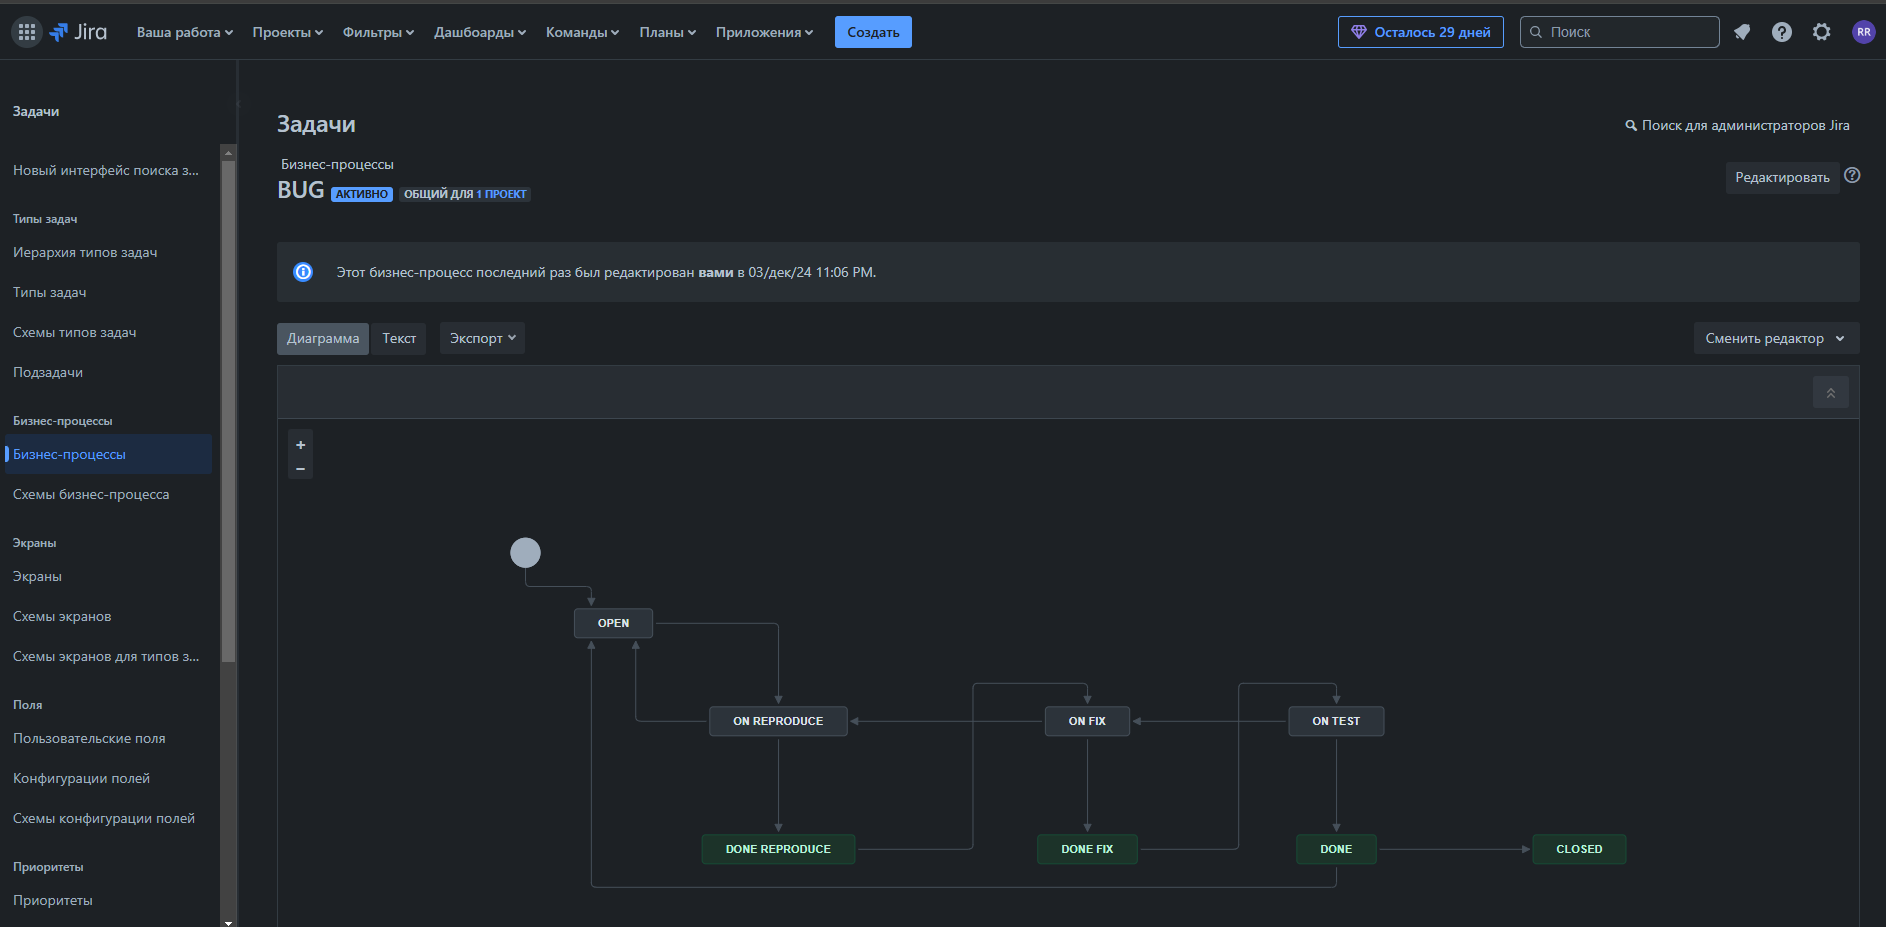 Jira
Ваша работа
Проекты
Фильтры
Дашбоарды
Команды
Планы
Приложения
Создать
Осталось 29 дней
Поиск
RR
Задачи
Новый интерфейс поиска з...
Типы задач
Иерархия типов задач
Типы задач
Схемы типов задач
Подзадачи
Бизнес-процессы
Бизнес-процессы
Схемы бизнес-процесса
Экраны
Экраны
Схемы экранов
Схемы экранов для типов з...
Поля
Пользовательские поля
Конфигурации полей
Схемы конфигурации полей
Приоритеты
Приоритеты
Задачи
Поиск для администраторов Jira
Бизнес-процессы
BUG АКТИВНО ОБЩИЙ ДЛЯ 1 ПРОЕКТ
Редактировать
Этот бизнес-процесс последний раз был редактирован вами в 03/дек/24 11:06 PM.
Диаграмма
Текст
Экспорт
Сменить редактор
+
−
OPEN
ON REPRODUCE
ON FIX
ON TEST
DONE REPRODUCE
DONE FIX
DONE
CLOSED